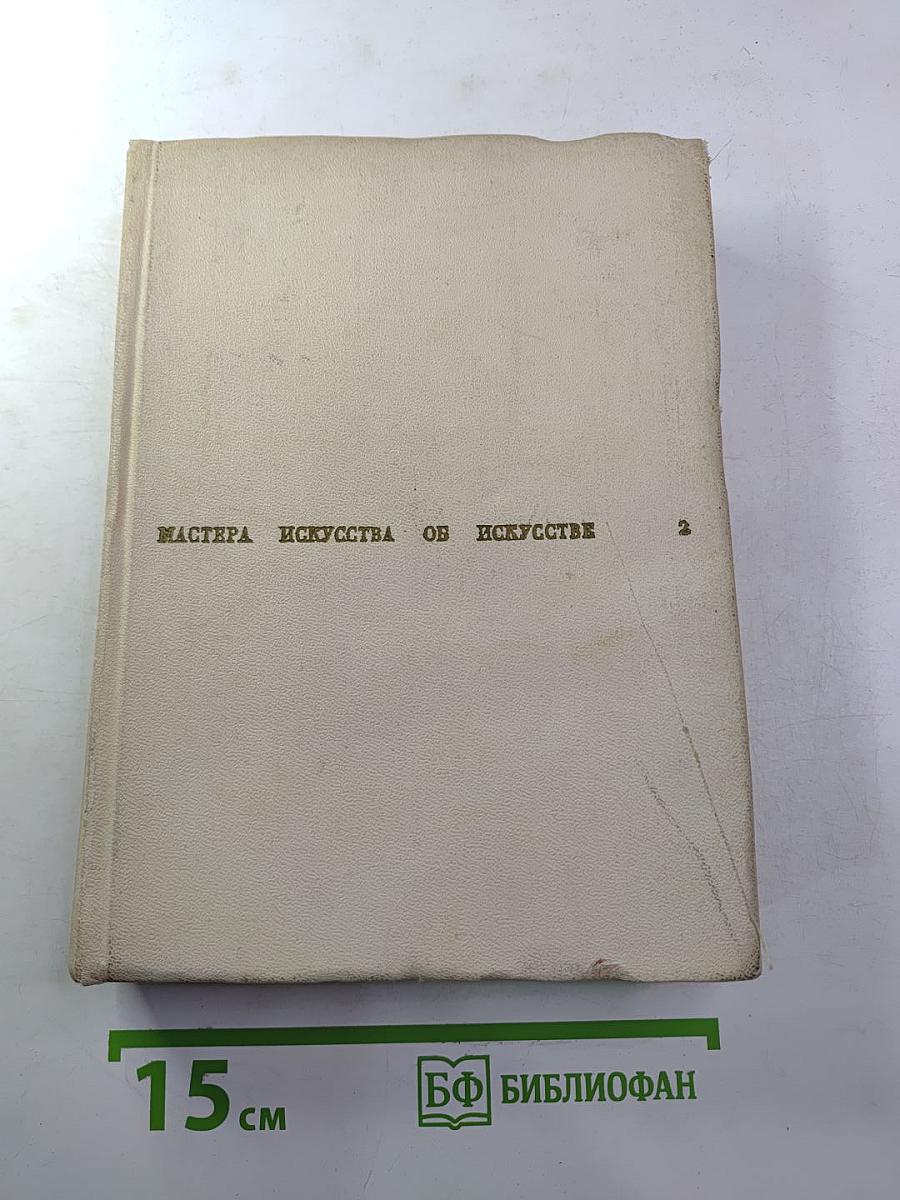 МАСТЕРА ИСКУССТВА ОБ ИСКУССТВЕ 2
15 см
БФ БИБЛИОФАН